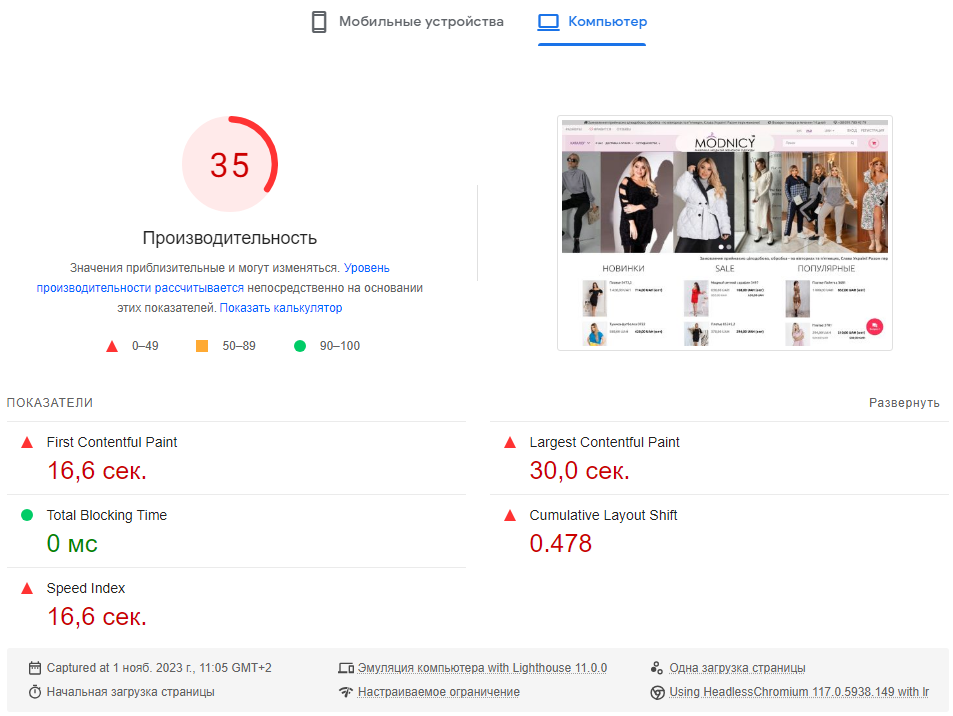 Мобильные устройства
Компьютер
35
Производительность
Значения приблизительные и могут изменяться. Уровень
производительности рассчитывается непосредственно на основании
этих показателей. Показать калькулятор
0–49
50–89
90–100
MODNICY
НОВИНКИ
SALE
ПОПУЛЯРНЫЕ
ПОКАЗАТЕЛИ
Развернуть
First Contentful Paint
16,6 сек.
Largest Contentful Paint
30,0 сек.
Total Blocking Time
0 мс
Cumulative Layout Shift
0.478
Speed Index
16,6 сек.
Captured at 1 нояб. 2023 г., 11:05 GMT+2
Эмуляция компьютера with Lighthouse 11.0.0
Одна загрузка страницы
Начальная загрузка страницы
Настраиваемое ограничение
Using HeadlessChromium 117.0.5938.149 with lr